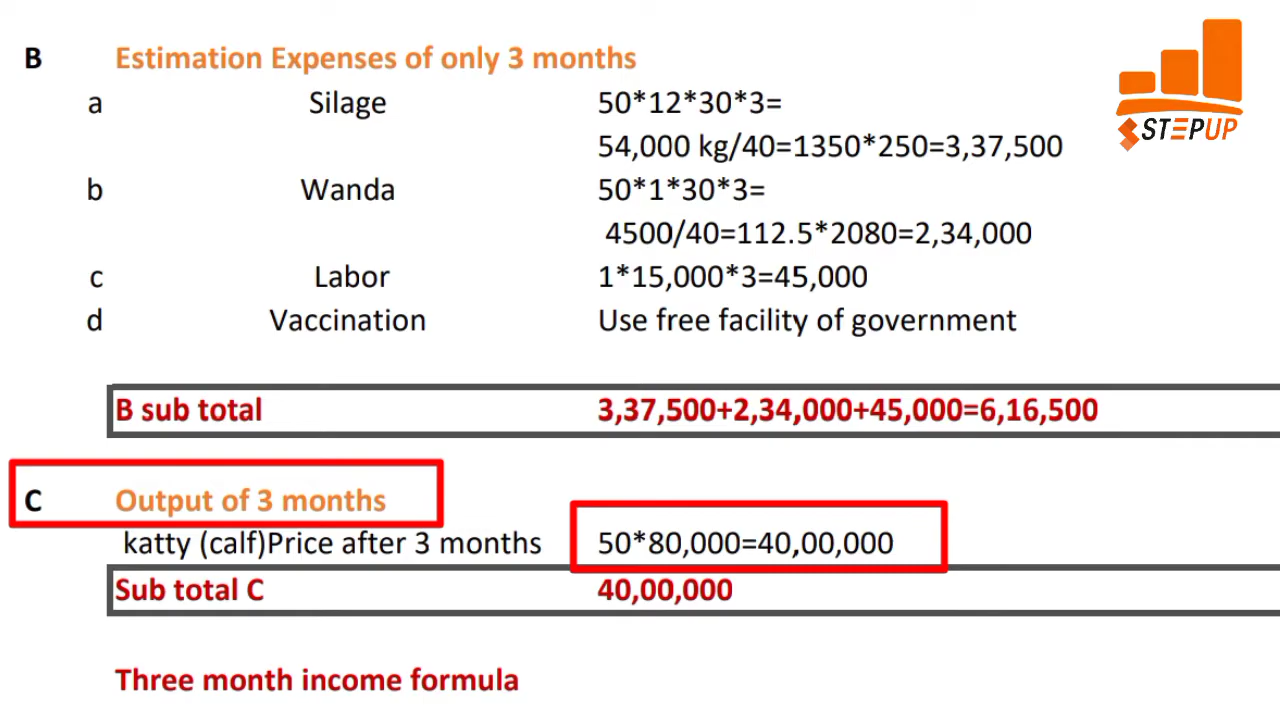 STEPUP
B Estimation Expenses of only 3 months
a Silage 50*12*30*3=
54,000 kg/40=1350*250=3,37,500
b Wanda 50*1*30*3=
4500/40=112.5*2080=2,34,000
c Labor 1*15,000*3=45,000
d Vaccination Use free facility of government
B sub total 3,37,500+2,34,000+45,000=6,16,500
C Output of 3 months
katty (calf)Price after 3 months 50*80,000=40,00,000
Sub total C 40,00,000
Three month income formula